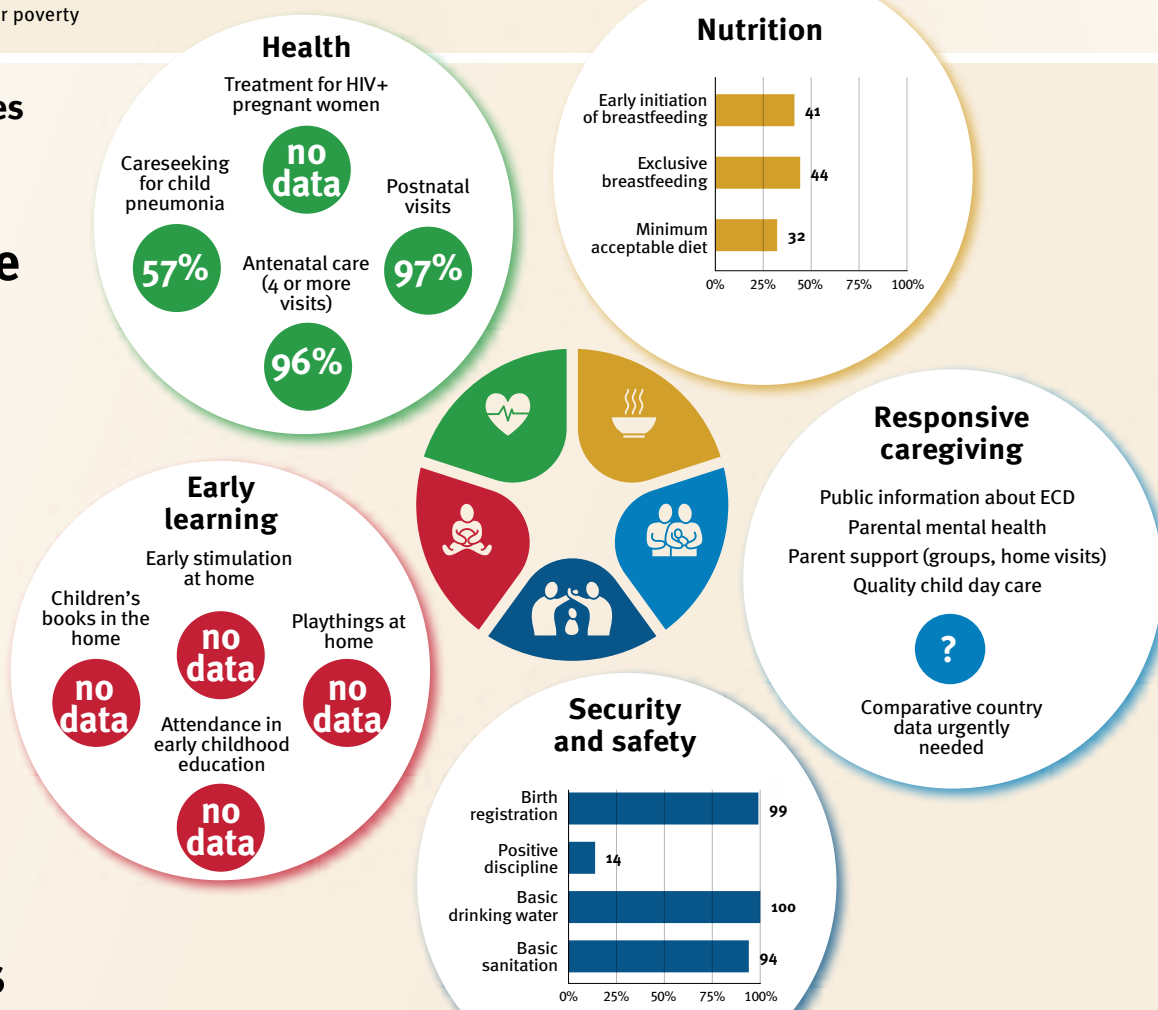 r poverty
es
e
s
Health
Treatment for HIV+
pregnant women
no
data
Careseeking
for child
pneumonia
57%
Postnatal
visits
97%
Antenatal care
(4 or more
visits)
96%
Nutrition
Early initiation
of breastfeeding
41
Exclusive
breastfeeding
44
Minimum
acceptable diet
32
0% 25% 50% 75% 100%
Responsive
caregiving
Public information about ECD
Parental mental health
Parent support (groups, home visits)
Quality child day care
?
Comparative country
data urgently
needed
Early
learning
Early stimulation
at home
no
data
Children's
books in the
home
no
data
Playthings at
home
no
data
Attendance in
early childhood
education
no
data
Security
and safety
Birth
registration
99
Positive
discipline
14
Basic
drinking water
100
Basic
sanitation
94
0% 25% 50% 75% 100%